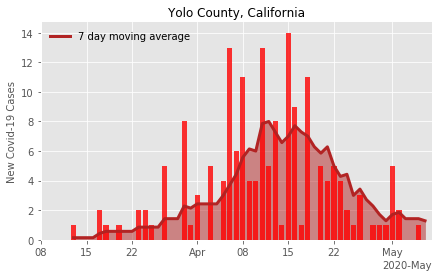 Yolo County, California
7 day moving average
New Covid-19 Cases
14
12
10
8
6
4
2
0
08 15 22 Apr 08 15 22 May
2020-May